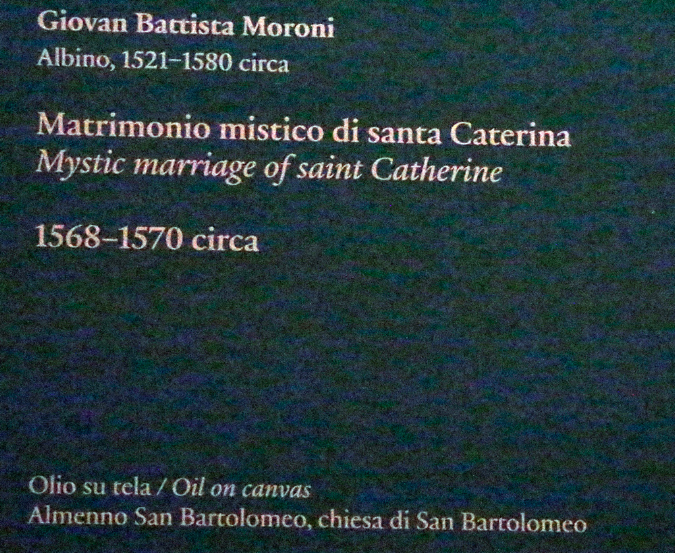 Giovan Battista Moroni
Albino, 1521–1580 circa
Matrimonio mistico di santa Caterina
Mystic marriage of saint Catherine
1568–1570 circa
Olio su tela / Oil on canvas
Almenno San Bartolomeo, chiesa di San Bartolomeo